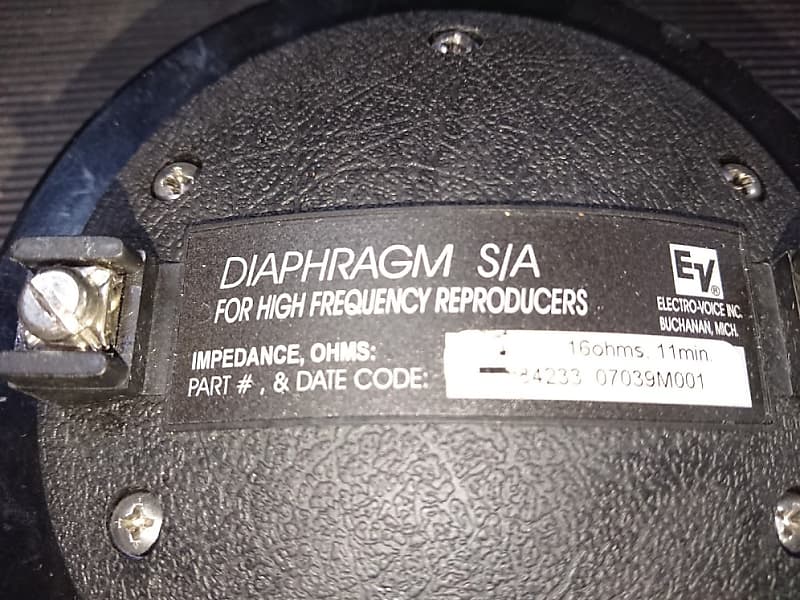 DIAPHRAGM S/A
FOR HIGH FREQUENCY REPRODUCERS
EV®
ELECTRO-VOICE INC.
BUCHANAN, MICH.
IMPEDANCE, OHMS: 16ohms. 11min.
PART #, & DATE CODE: 07039M001